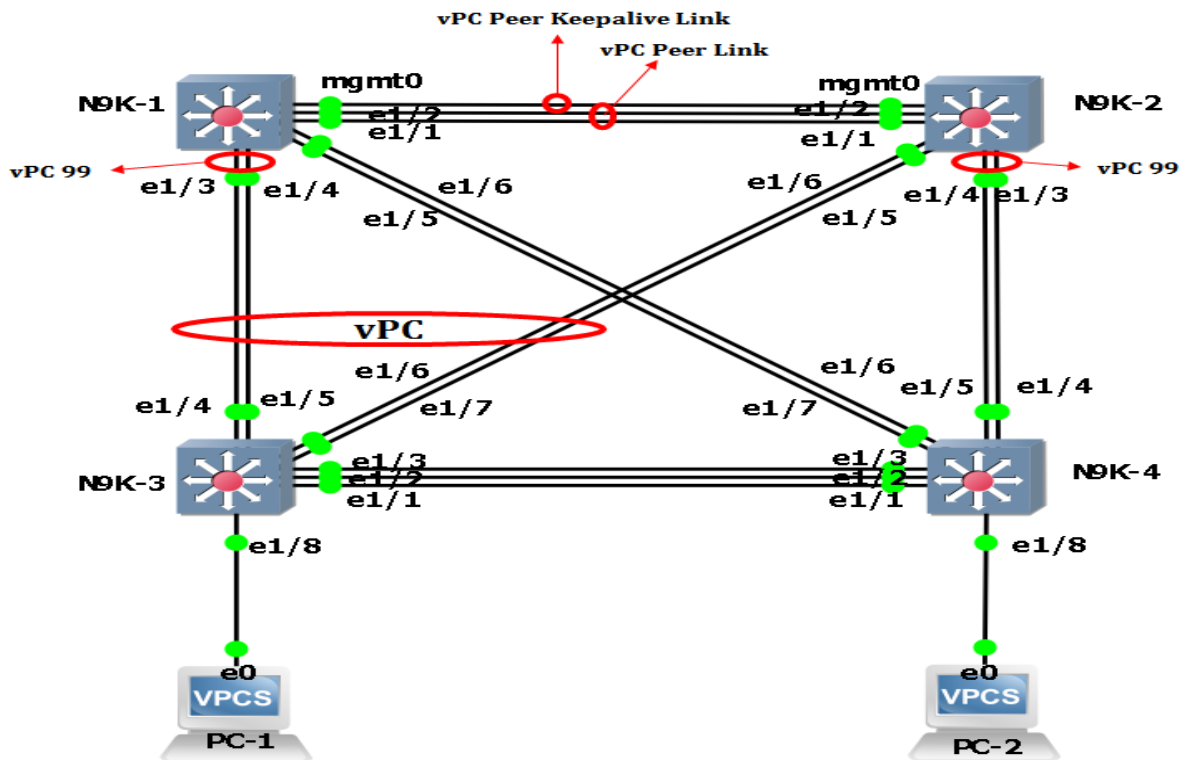 vPC Peer Keepalive Link
vPC Peer Link
mgmt0
mgmt0
N9K-1
N9K-2
e1/2
e1/2
e1/1
e1/1
vPC 99
vPC 99
e1/3
e1/4
e1/6
e1/6
e1/4
e1/3
e1/5
e1/5
vPC
e1/6
e1/6
e1/4
e1/5
e1/7
e1/7
e1/5
e1/4
N9K-3
N9K-4
e1/3
e1/3
e1/2
e1/2
e1/1
e1/1
e1/8
e1/8
e0
e0
VPCS
VPCS
PC-1
PC-2